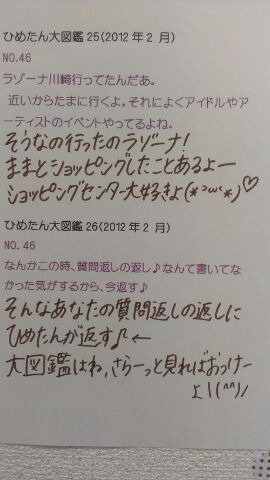 ひめたん大図鑑 25(2012 年 2 月)
NO.46
ラゾーナ川崎行ってたんだあ。
近いからたまに行くよ。それによくアイドルやア
ーティストのイベントやってるよね。
そうなの行ったのラゾーナ!
ままとショッピングしたことあるよー
ショッピングセンター大好きよ(*´ω`*)♡
ひめたん大図鑑 26(2012 年 2 月)
NO.46
なんかこの時、質問返しの返し♪なんて書いてな
かった気がするから、今返す♪
そんなあなたの質問返しの返しに
ひめたんが返す♪←
大図鑑はね,さらーっと見ればおっけー
よ!(^^)ノ